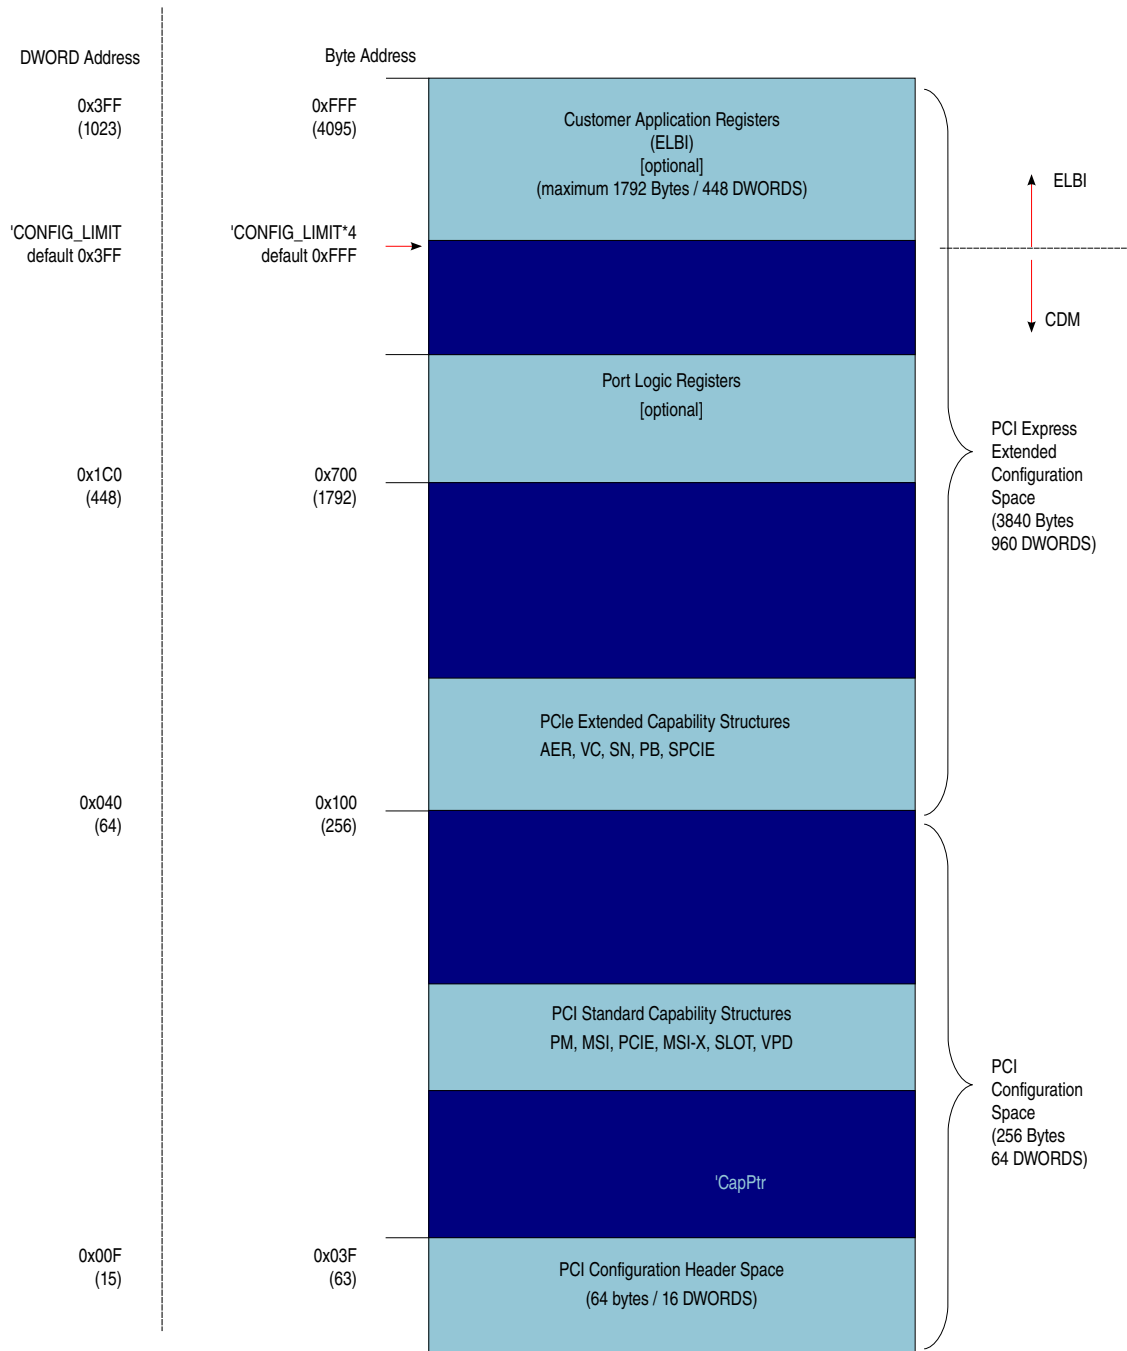 DWORD Address
Byte Address
0x3FF
(1023)
0xFFF
(4095)
Customer Application Registers
(ELBI)
[optional]
(maximum 1792 Bytes / 448 DWORDS)
ELBI
'CONFIG_LIMIT
default 0x3FF
'CONFIG_LIMIT*4
default 0xFFF
CDM
Port Logic Registers
[optional]
PCI Express
Extended
Configuration
Space
(3840 Bytes
960 DWORDS)
0x1C0
(448)
0x700
(1792)
PCIe Extended Capability Structures
AER, VC, SN, PB, SPCIE
0x040
(64)
0x100
(256)
PCI Standard Capability Structures
PM, MSI, PCIE, MSI-X, SLOT, VPD
PCI
Configuration
Space
(256 Bytes
64 DWORDS)
'CapPtr
0x00F
(15)
0x03F
(63)
PCI Configuration Header Space
(64 bytes / 16 DWORDS)